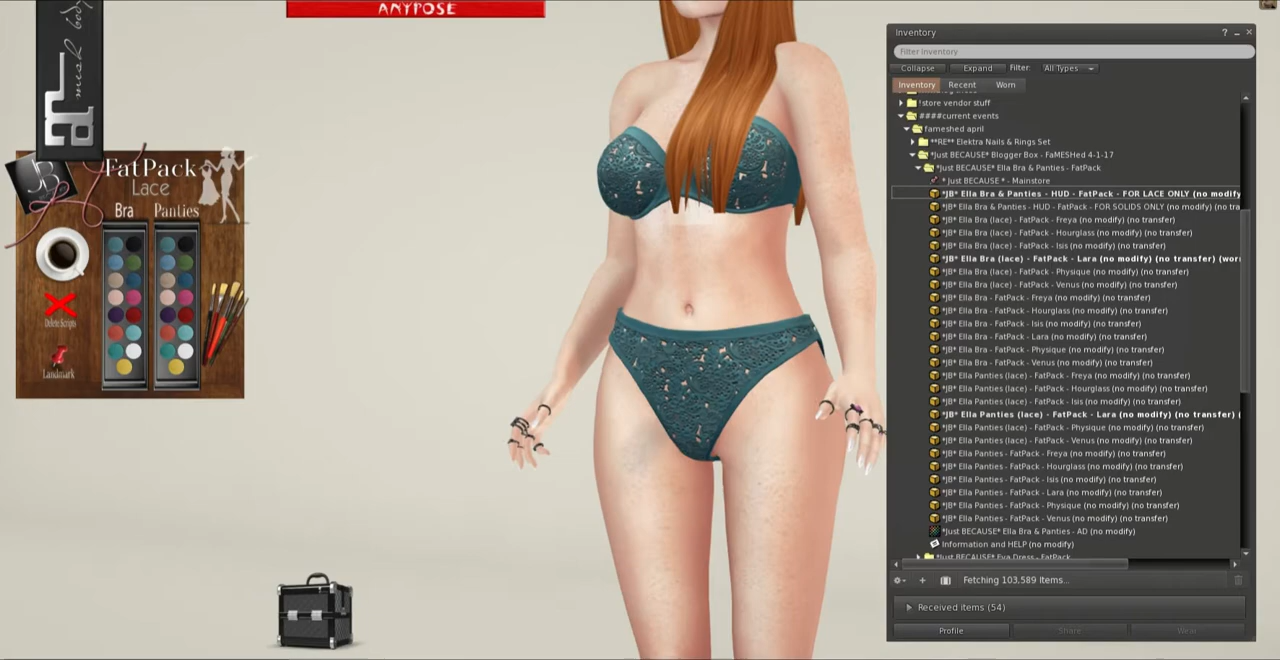 ANYPOSE
mesh body
FatPack
Lace
Bra Panties
Delete Scripts
Landmark
JB
Inventory
Filter Inventory
Collapse Expand Filter: All Types
Inventory Recent Worn
!store vendor stuff
####current events
fameshed april
**RE** Elektra Nails & Rings Set
*Just BECAUSE* Blogger Box - FaMESHed 4-1-17
*Just BECAUSE* Ella Bra & Panties - FatPack
* Just BECAUSE * - Mainstore
*JB* Ella Bra & Panties - HUD - FatPack - FOR LACE ONLY (no modify
*JB* Ella Bra & Panties - HUD - FatPack - FOR SOLIDS ONLY (no modify) (no tra
*JB* Ella Bra (lace) - FatPack - Freya (no modify) (no transfer)
*JB* Ella Bra (lace) - FatPack - Hourglass (no modify) (no transfer)
*JB* Ella Bra (lace) - FatPack - Isis (no modify) (no transfer)
*JB* Ella Bra (lace) - FatPack - Lara (no modify) (no transfer) (wor
*JB* Ella Bra (lace) - FatPack - Physique (no modify) (no transfer)
*JB* Ella Bra (lace) - FatPack - Venus (no modify) (no transfer)
*JB* Ella Bra - FatPack - Freya (no modify) (no transfer)
*JB* Ella Bra - FatPack - Hourglass (no modify) (no transfer)
*JB* Ella Bra - FatPack - Isis (no modify) (no transfer)
*JB* Ella Bra - FatPack - Lara (no modify) (no transfer)
*JB* Ella Bra - FatPack - Physique (no modify) (no transfer)
*JB* Ella Bra - FatPack - Venus (no modify) (no transfer)
*JB* Ella Panties (lace) - FatPack - Freya (no modify) (no transfer)
*JB* Ella Panties (lace) - FatPack - Hourglass (no modify) (no transfer)
*JB* Ella Panties (lace) - FatPack - Isis (no modify) (no transfer)
*JB* Ella Panties (lace) - FatPack - Lara (no modify) (no transfer) (
*JB* Ella Panties (lace) - FatPack - Physique (no modify) (no transfer)
*JB* Ella Panties (lace) - FatPack - Venus (no modify) (no transfer)
*JB* Ella Panties - FatPack - Freya (no modify) (no transfer)
*JB* Ella Panties - FatPack - Hourglass (no modify) (no transfer)
*JB* Ella Panties - FatPack - Isis (no modify) (no transfer)
*JB* Ella Panties - FatPack - Lara (no modify) (no transfer)
*JB* Ella Panties - FatPack - Physique (no modify) (no transfer)
*JB* Ella Panties - FatPack - Venus (no modify) (no transfer)
*Just BECAUSE* Ella Bra & Panties - AD (no modify)
Information and HELP (no modify)
*Just BECAUSE* Eva Dress - FatPack
Fetching 103,589 Items...
Received items (54)
Profile Share Wear